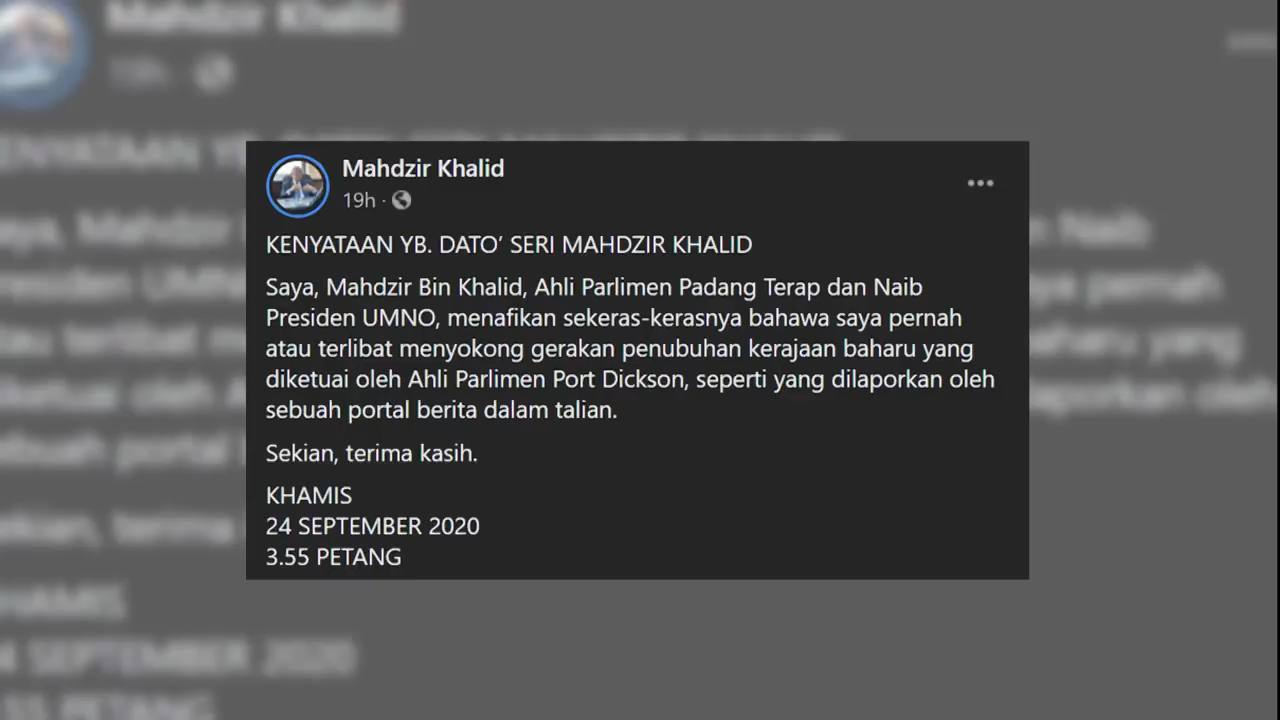 Mahdzir Khalid
19h ·
KENYATAAN YB. DATO’ SERI MAHDZIR KHALID
Saya, Mahdzir Bin Khalid, Ahli Parlimen Padang Terap dan Naib
Presiden UMNO, menafikan sekeras-kerasnya bahawa saya pernah
atau terlibat menyokong gerakan penubuhan kerajaan baharu yang
diketuai oleh Ahli Parlimen Port Dickson, seperti yang dilaporkan oleh
sebuah portal berita dalam talian.
Sekian, terima kasih.
KHAMIS
24 SEPTEMBER 2020
3.55 PETANG